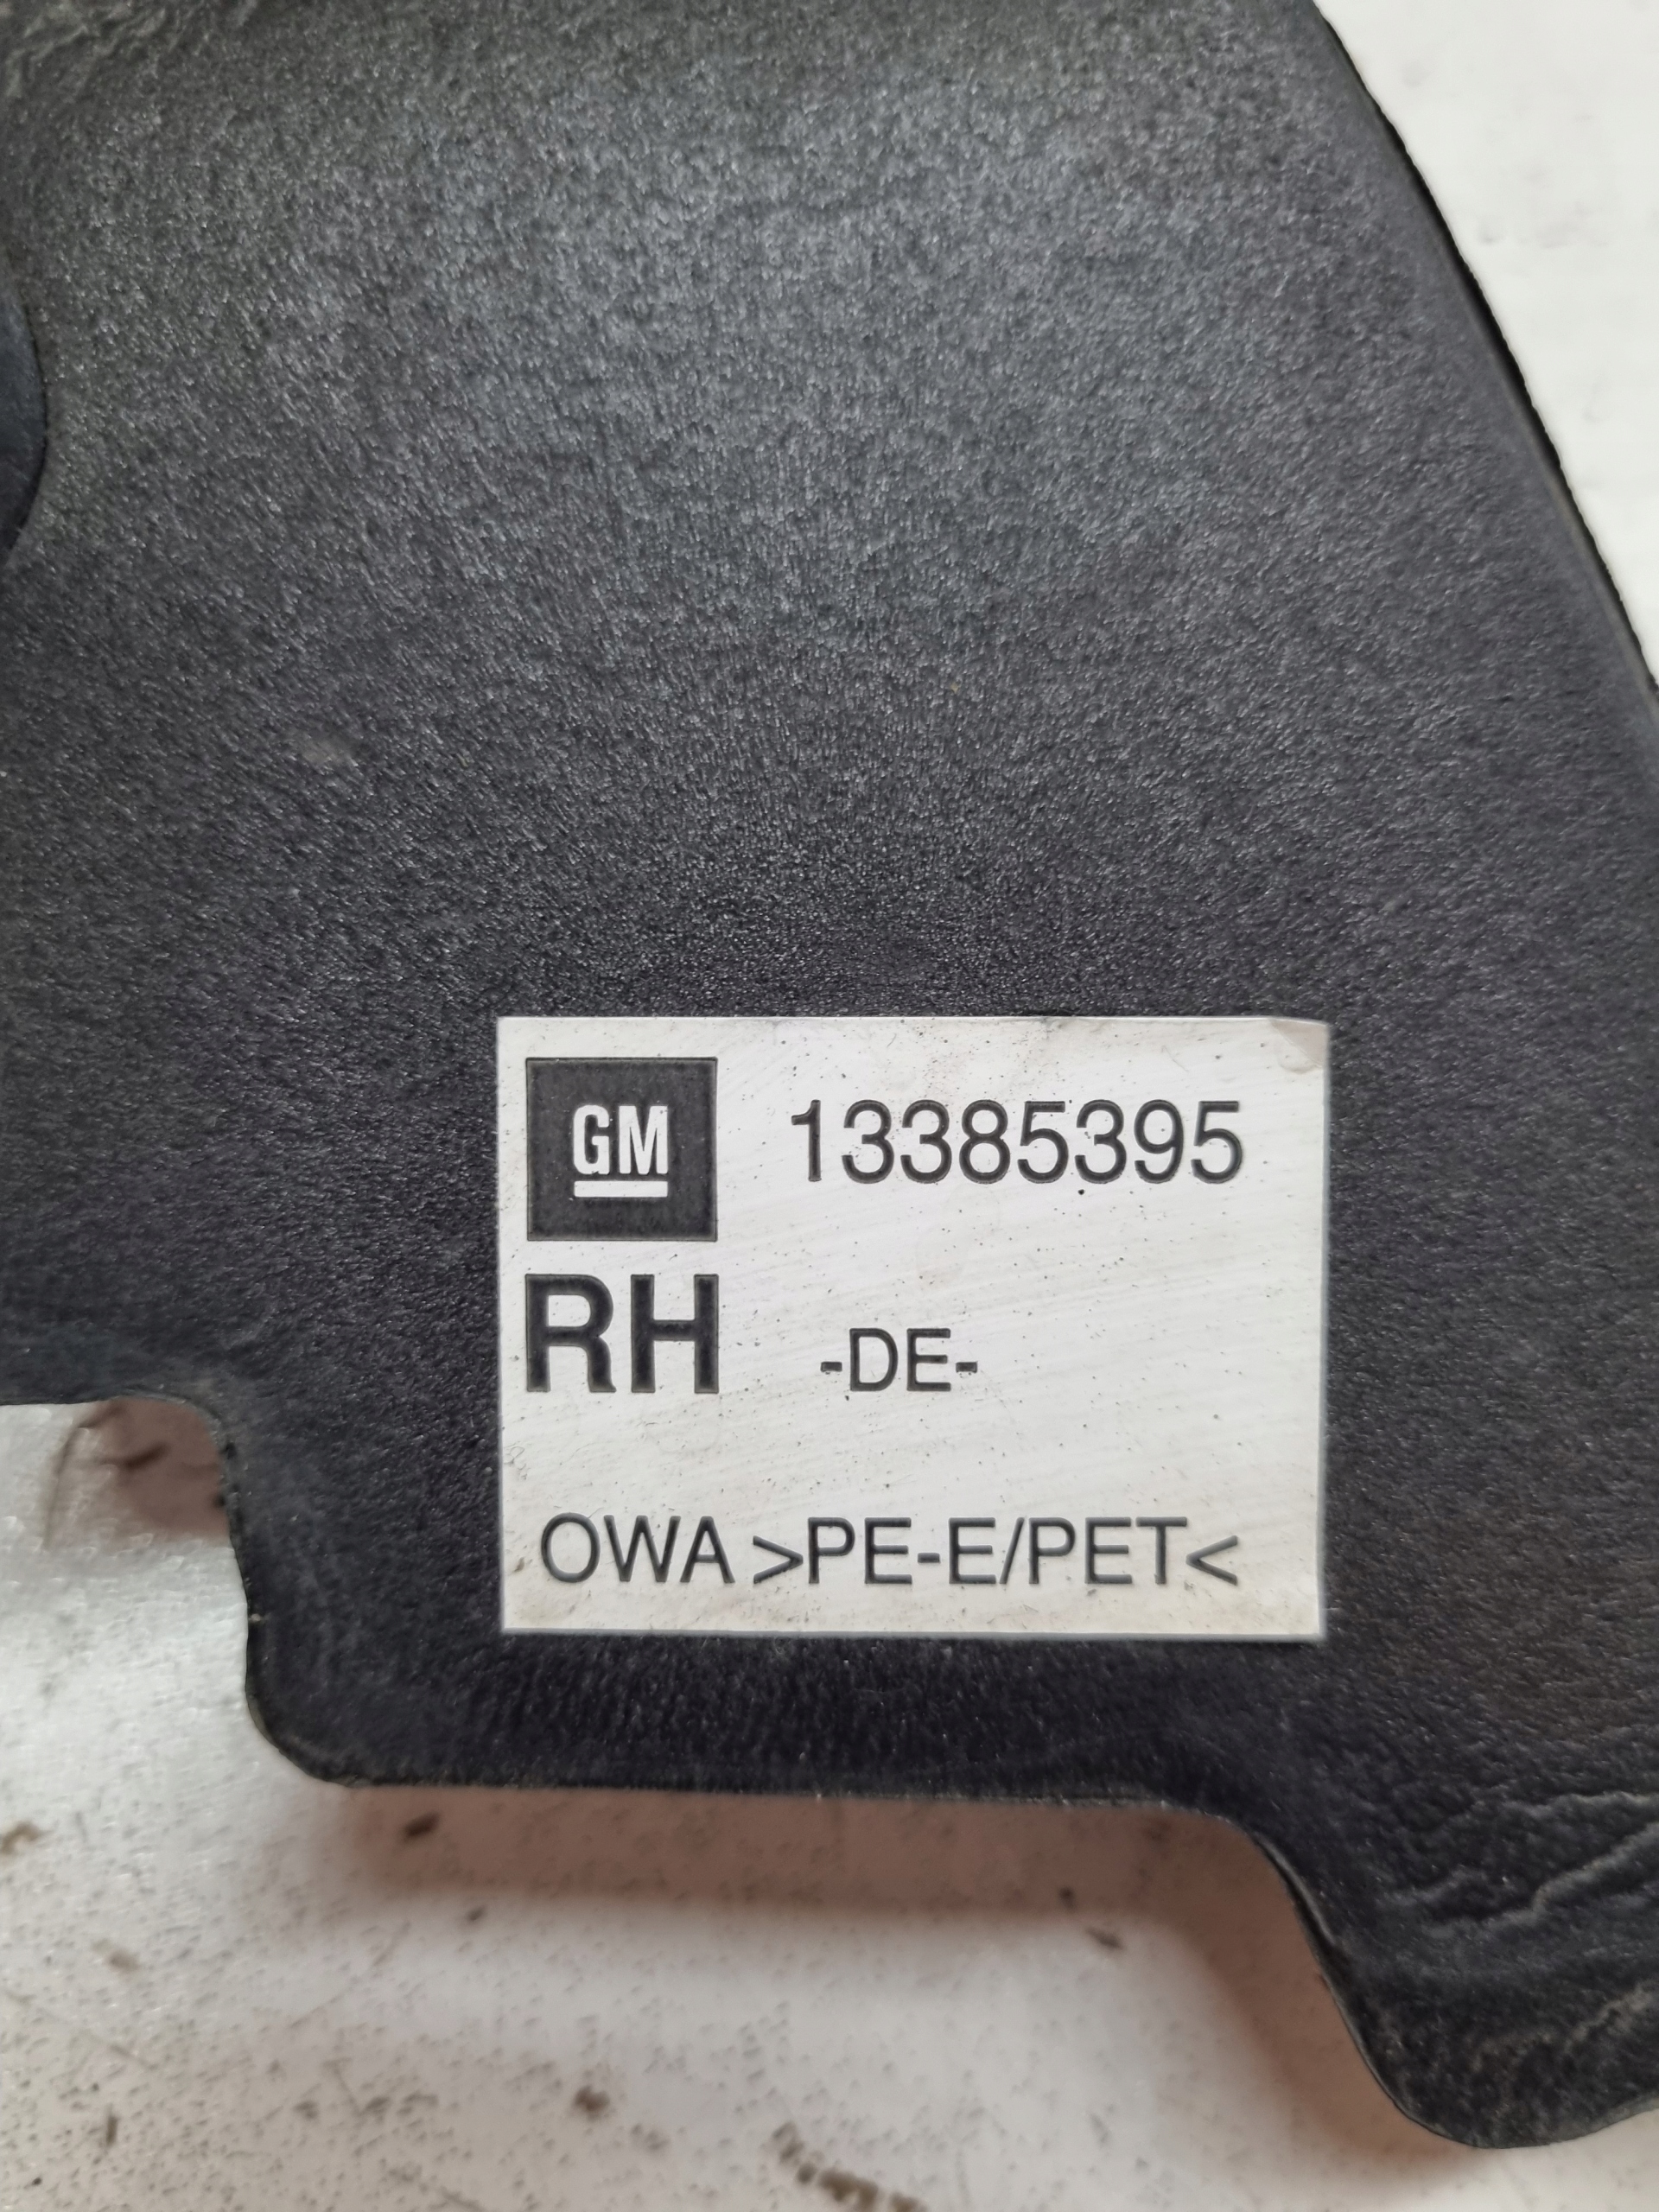 GM 13385395
RH -DE-
OWA >PE-E/PET<